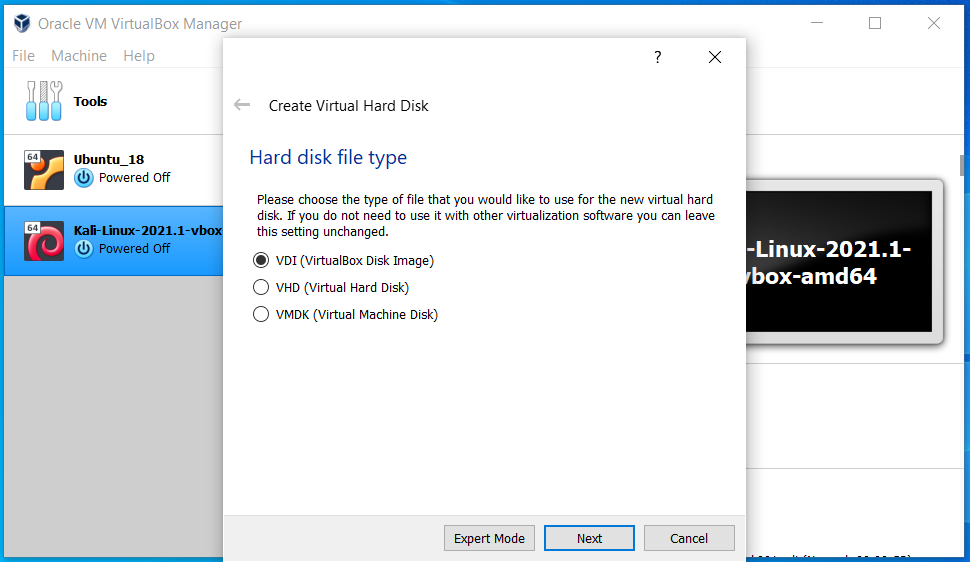 Oracle VM VirtualBox Manager
File Machine Help
Tools
64
Ubuntu_18
Powered Off
64
Kali-Linux-2021.1-vbox
Powered Off
?
Create Virtual Hard Disk
Hard disk file type
Please choose the type of file that you would like to use for the new virtual hard
disk. If you do not need to use it with other virtualization software you can leave
this setting unchanged.
VDI (VirtualBox Disk Image)
VHD (Virtual Hard Disk)
VMDK (Virtual Machine Disk)
Expert Mode
Next
Cancel
-Linux-2021.1-
vbox-amd64